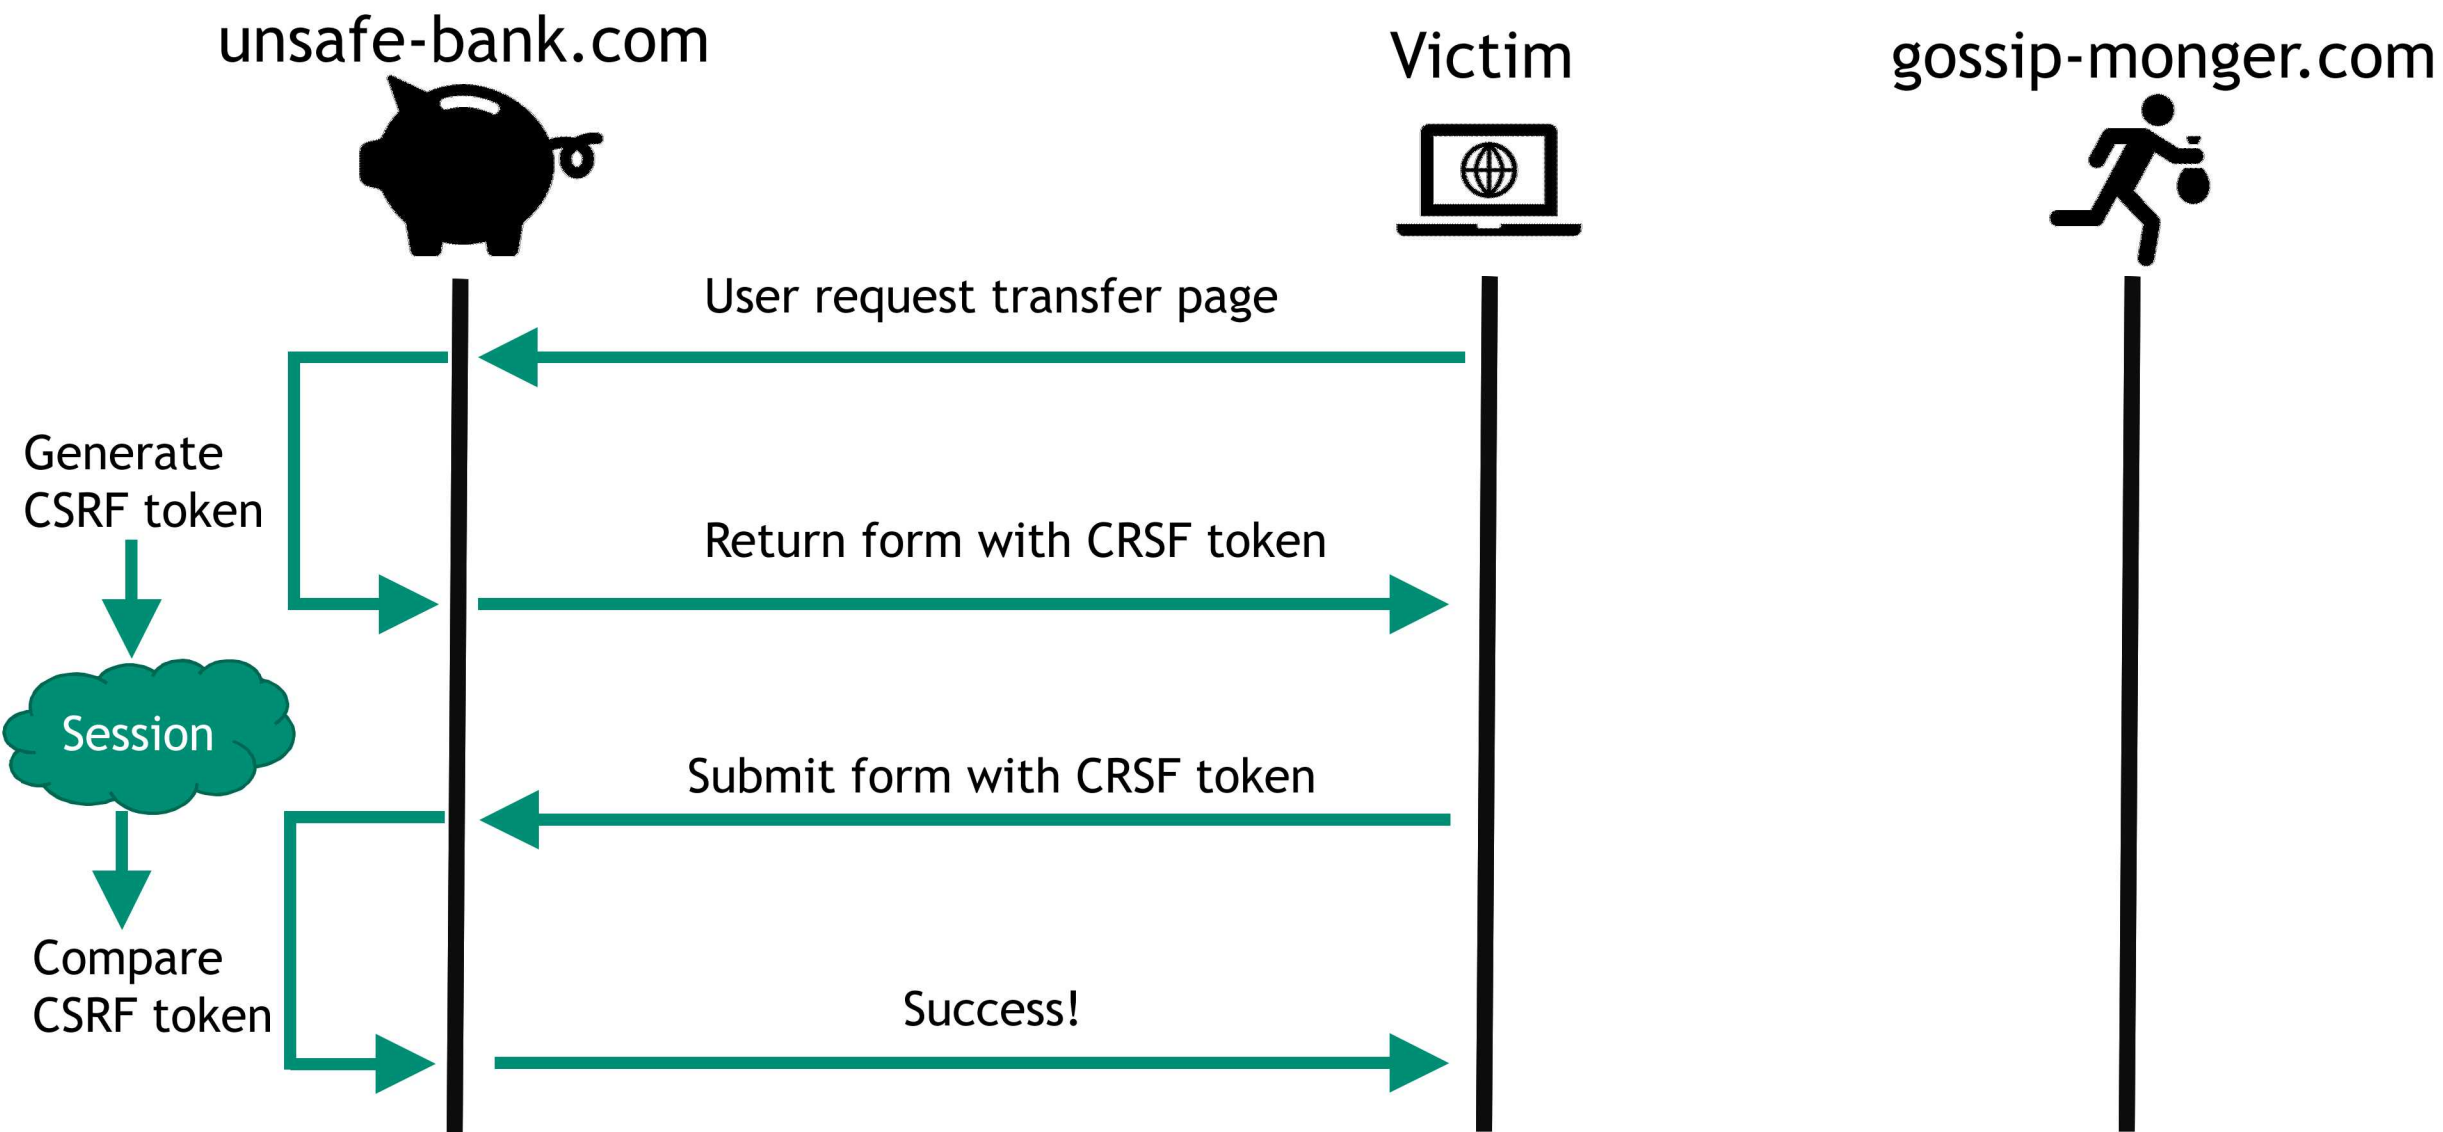 unsafe-bank.com
Victim
gossip-monger.com
User request transfer page
Generate
CSRF token
Return form with CRSF token
Session
Submit form with CRSF token
Compare
CSRF token
Success!